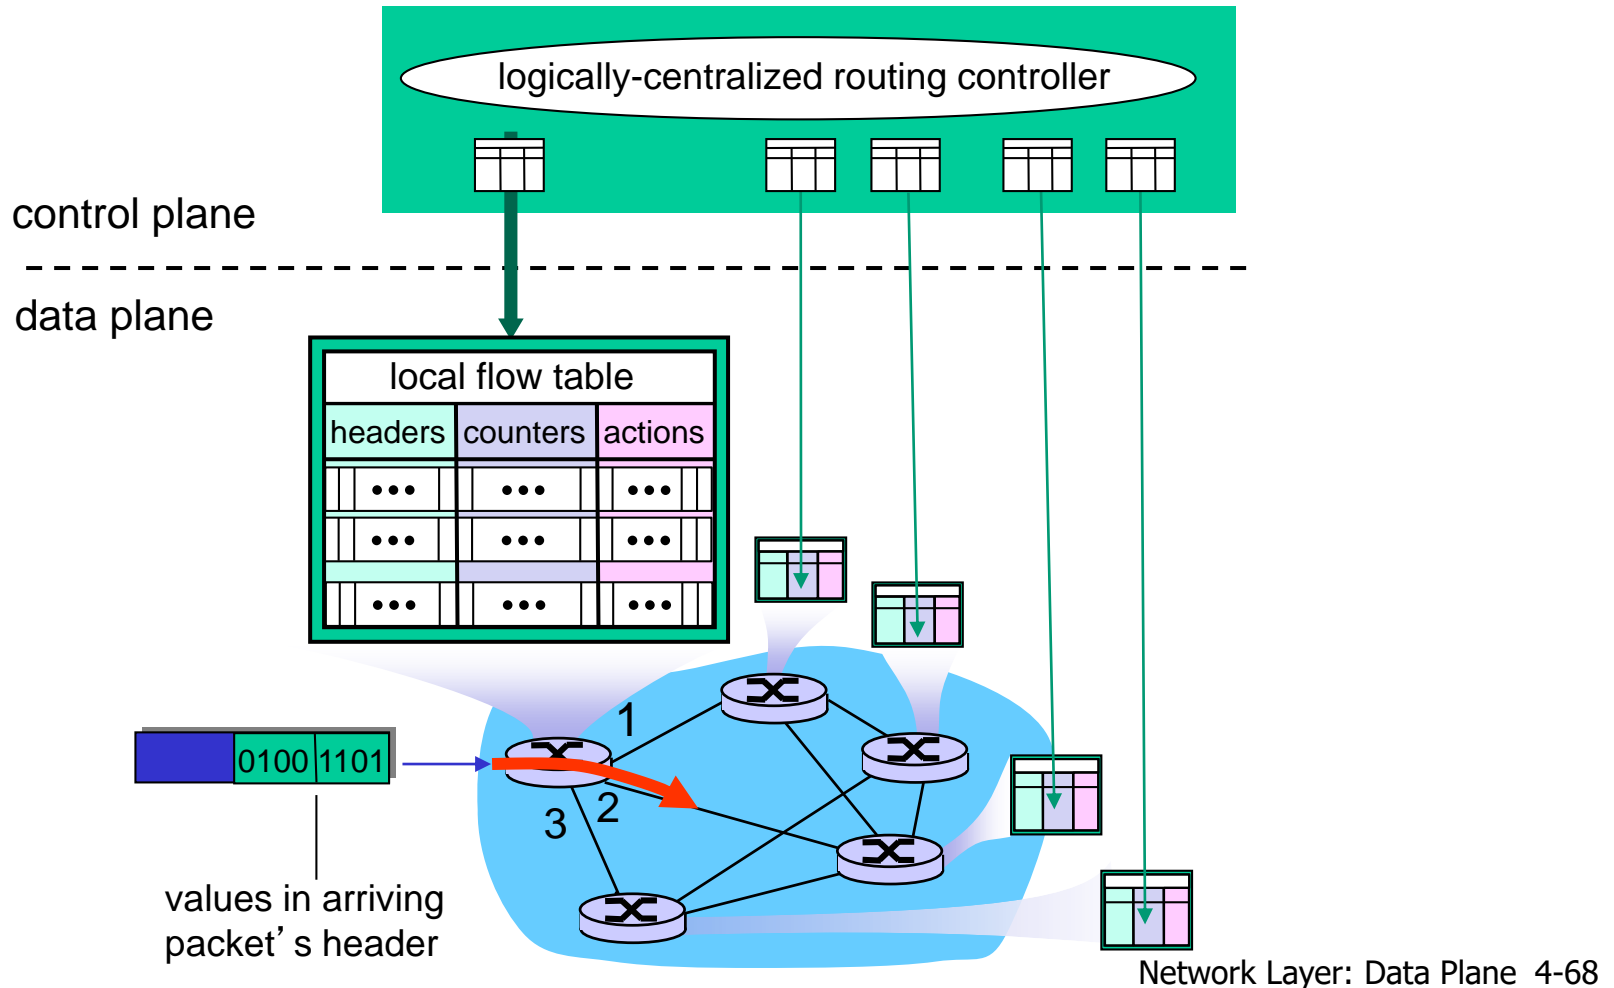 logically-centralized routing controller
control plane
data plane
local flow table
headers counters actions
1
2
3
0100 1101
values in arriving
packet’ s header
Network Layer: Data Plane 4-68